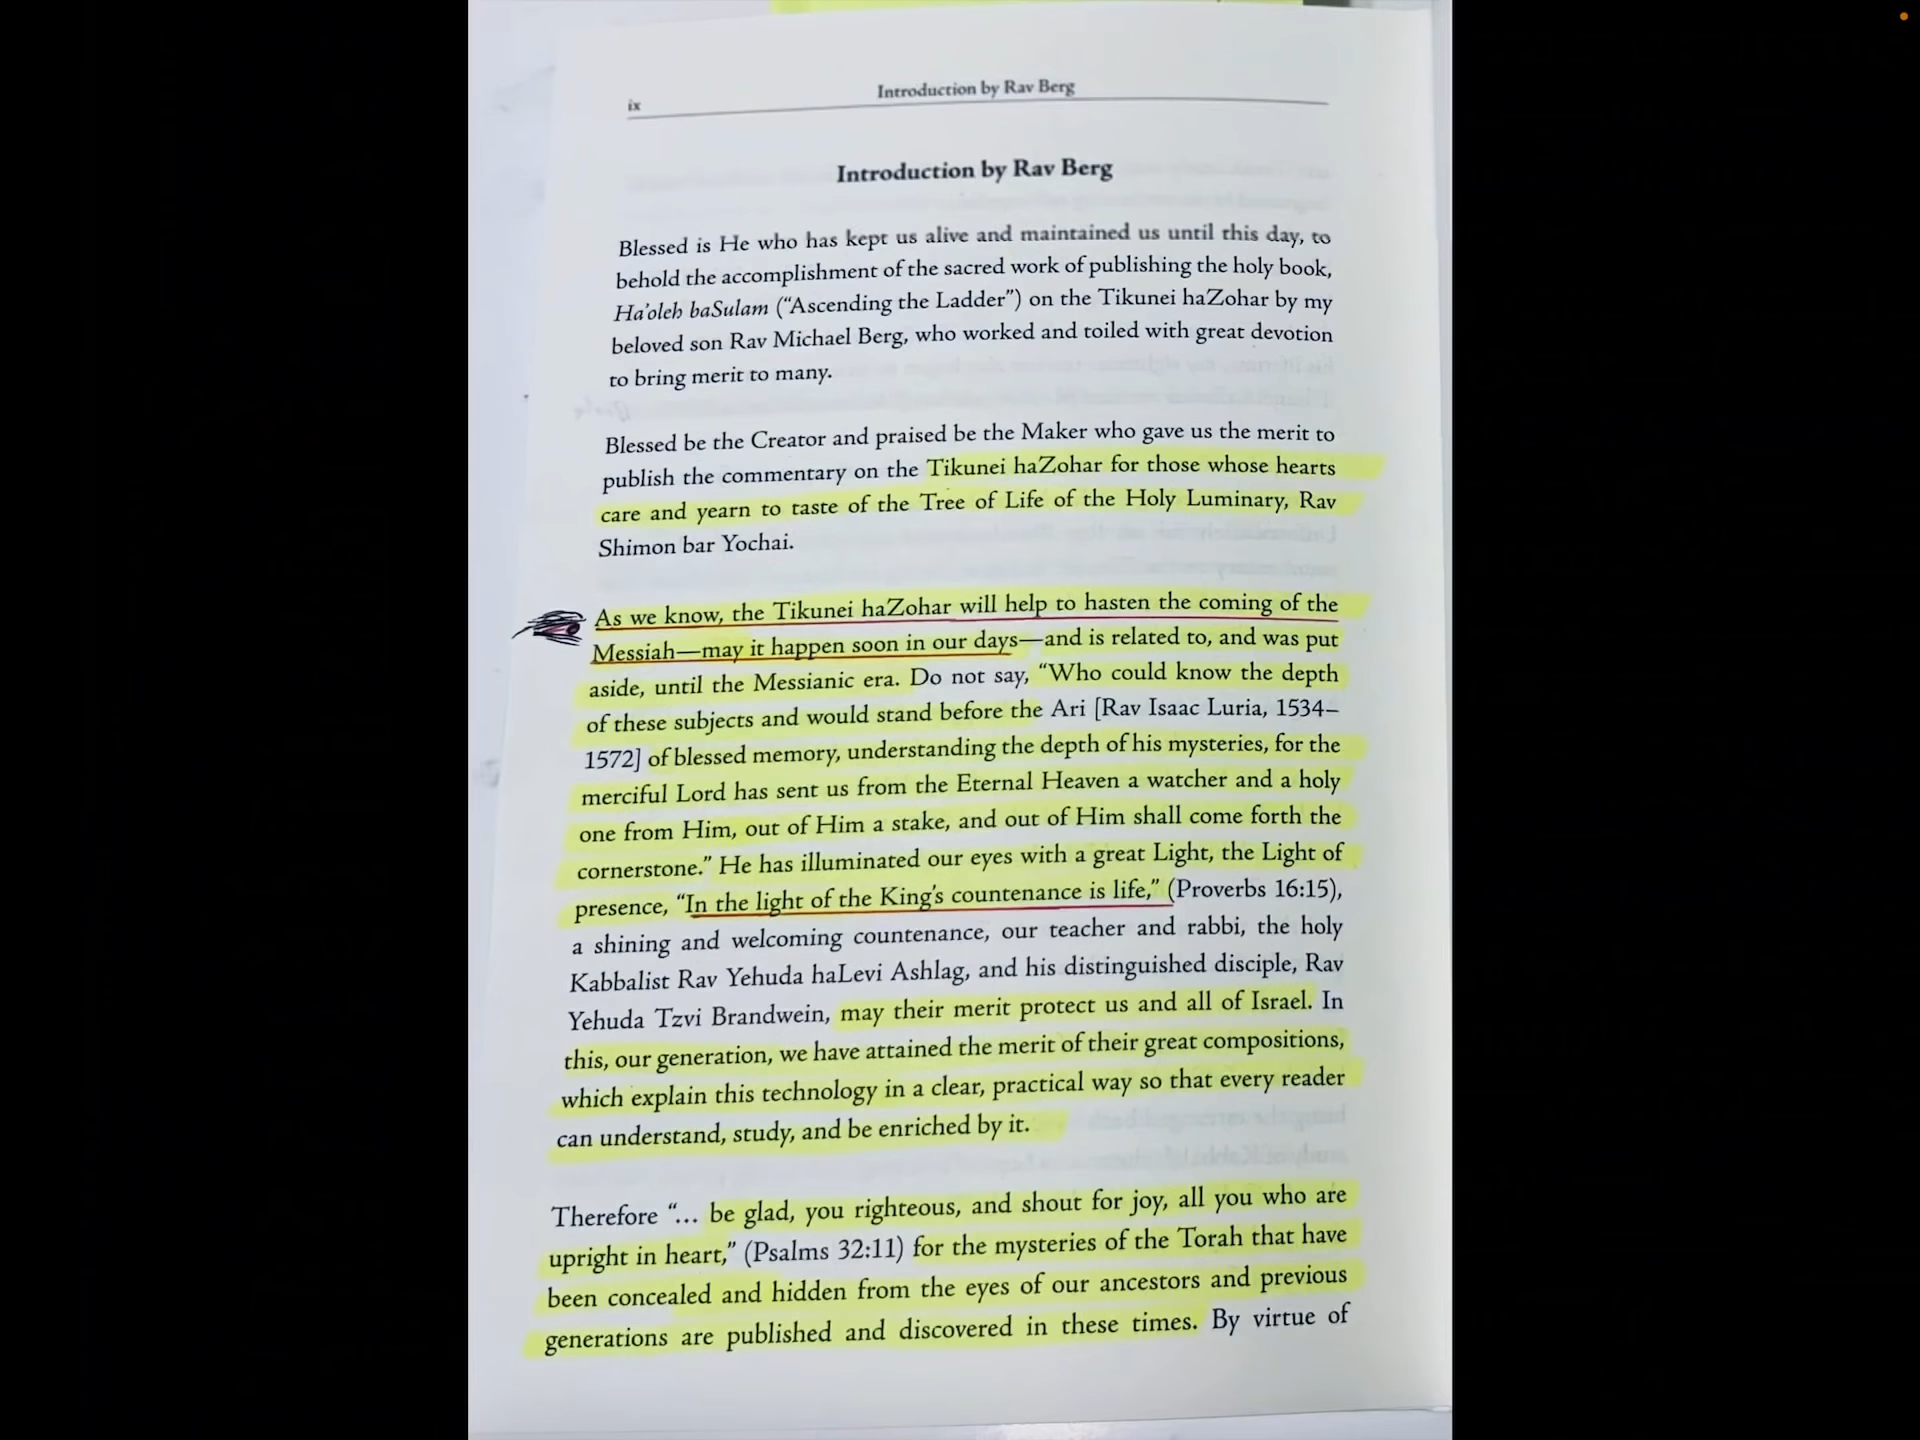 ix
Introduction by Rav Berg
Introduction by Rav Berg
Blessed is He who has kept us alive and maintained us until this day, to
behold the accomplishment of the sacred work of publishing the holy book,
Ha’oleh baSulam (“Ascending the Ladder”) on the Tikunei haZohar by my
beloved son Rav Michael Berg, who worked and toiled with great devotion
to bring merit to many.
Blessed be the Creator and praised be the Maker who gave us the merit to
publish the commentary on the Tikunei haZohar for those whose hearts
care and yearn to taste of the Tree of Life of the Holy Luminary, Rav
Shimon bar Yochai.
As we know, the Tikunei haZohar will help to hasten the coming of the
Messiah—may it happen soon in our days—and is related to, and was put
aside, until the Messianic era. Do not say, “Who could know the depth
of these subjects and would stand before the Ari [Rav Isaac Luria, 1534–
1572] of blessed memory, understanding the depth of his mysteries, for the
merciful Lord has sent us from the Eternal Heaven a watcher and a holy
one from Him, out of Him a stake, and out of Him shall come forth the
cornerstone.” He has illuminated our eyes with a great Light, the Light of
presence, “In the light of the King’s countenance is life,” (Proverbs 16:15),
a shining and welcoming countenance, our teacher and rabbi, the holy
Kabbalist Rav Yehuda haLevi Ashlag, and his distinguished disciple, Rav
Yehuda Tzvi Brandwein, may their merit protect us and all of Israel. In
this, our generation, we have attained the merit of their great compositions,
which explain this technology in a clear, practical way so that every reader
can understand, study, and be enriched by it.
Therefore “... be glad, you righteous, and shout for joy, all you who are
upright in heart,” (Psalms 32:11) for the mysteries of the Torah that have
been concealed and hidden from the eyes of our ancestors and previous
generations are published and discovered in these times. By virtue of